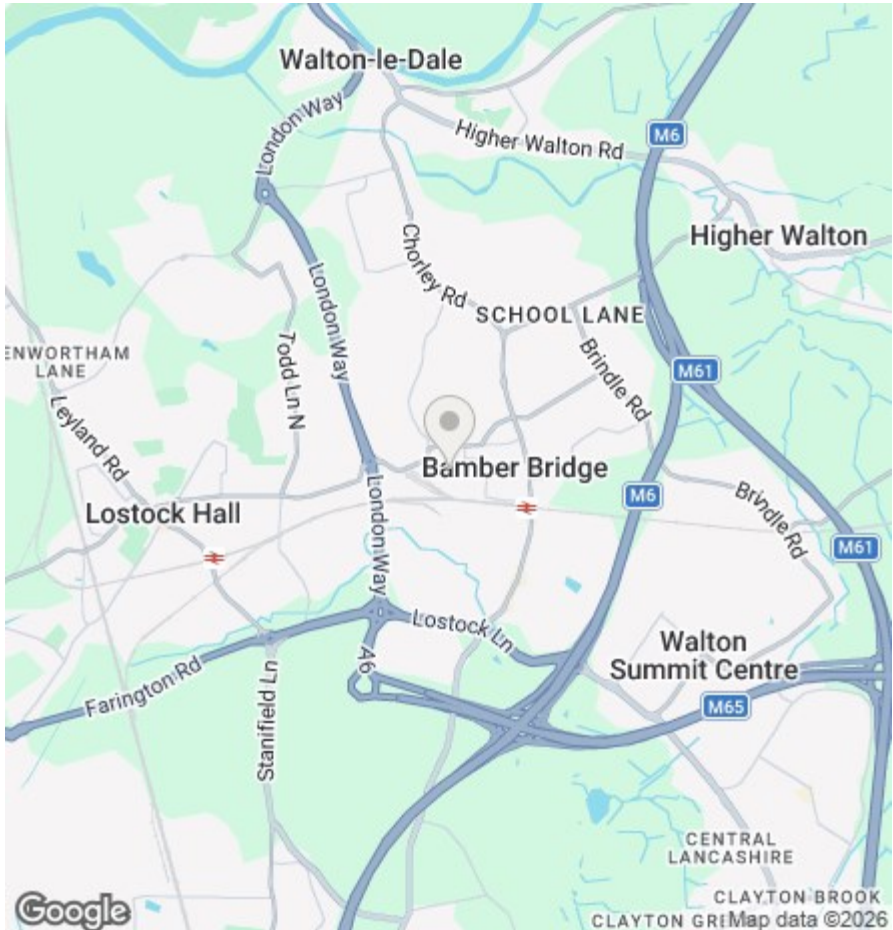 Walton-le-Dale
London Way
Higher Walton Rd
M6
Higher Walton
Chorley Rd
SCHOOL LANE
London Way
Todd Ln N
ENWORTHAM
LANE
M61
Brindle Rd
Leyland Rd
Bamber Bridge
Lostock Hall
London Way
M6
Brindle Rd
M61
Lostock Ln
Walton
Summit Centre
A6
Farington Rd
Stanifield Ln
M65
CENTRAL
LANCASHIRE
CLAYTON BROOK
Google
CLAYTON GRE
Map data ©2026